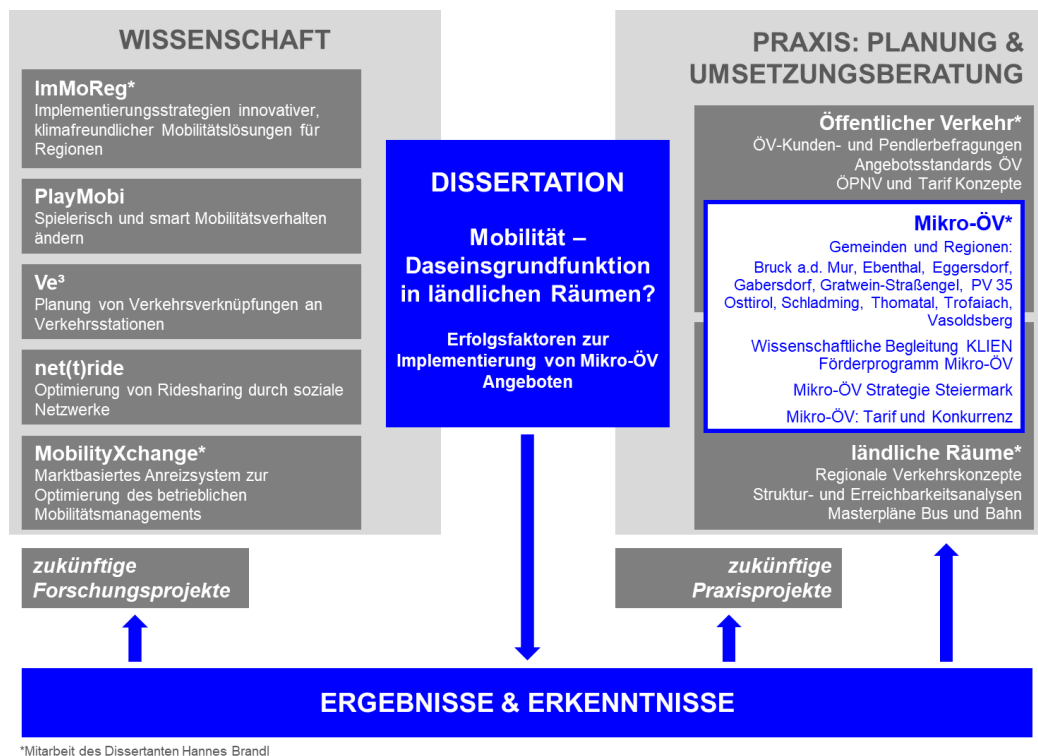 WISSENSCHAFT
ImMoReg*
Implementierungsstrategien innovativer,
klimafreundlicher Mobilitätslösungen für
Regionen
PlayMobi
Spielerisch und smart Mobilitätsverhalten
ändern
Ve³
Planung von Verkehrsverknüpfungen an
Verkehrsstationen
net(t)ride
Optimierung von Ridesharing durch soziale
Netzwerke
MobilityXchange*
Marktbasiertes Anreizsystem zur
Optimierung des betrieblichen
Mobilitätsmanagements
zukünftige
Forschungsprojekte
DISSERTATION
Mobilität –
Daseinsgrundfunktion
in ländlichen Räumen?
Erfolgsfaktoren zur
Implementierung von Mikro-ÖV
Angeboten
PRAXIS: PLANUNG &
UMSETZUNGSBERATUNG
Öffentlicher Verkehr*
ÖV-Kunden- und Pendlerbefragungen
Angebotsstandards ÖV
ÖPNV und Tarif Konzepte
Mikro-ÖV*
Gemeinden und Regionen:
Bruck a.d. Mur, Ebenthal, Eggersdorf,
Gabersdorf, Gratwein-Straßengel, PV 35
Osttirol, Schladming, Thomatal, Trofaiach,
Vasoldsberg
Wissenschaftliche Begleitung KLIEN
Förderprogramm Mikro-ÖV
Mikro-ÖV Strategie Steiermark
Mikro-ÖV: Tarif und Konkurrenz
ländliche Räume*
Regionale Verkehrskonzepte
Struktur- und Erreichbarkeitsanalysen
Masterpläne Bus und Bahn
zukünftige
Praxisprojekte
ERGEBNISSE & ERKENNTNISSE
*Mitarbeit des Dissertanten Hannes Brandl